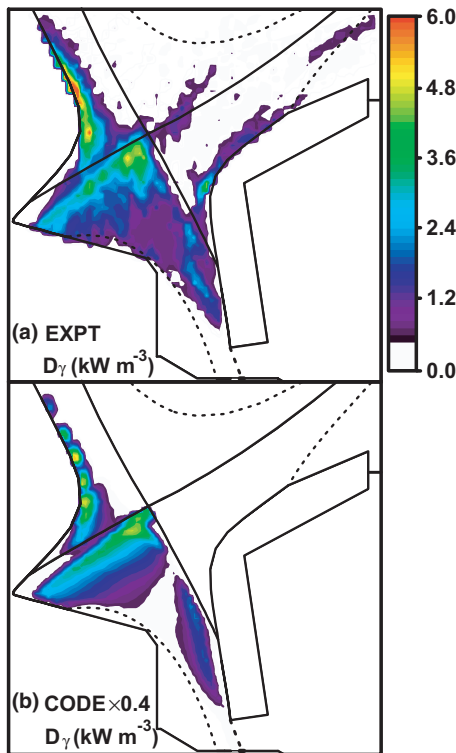 6.0
4.8
3.6
2.4
1.2
0.0
(a) EXPT
Dγ (kW m-3)
(b) CODE×0.4
Dγ (kW m-3)